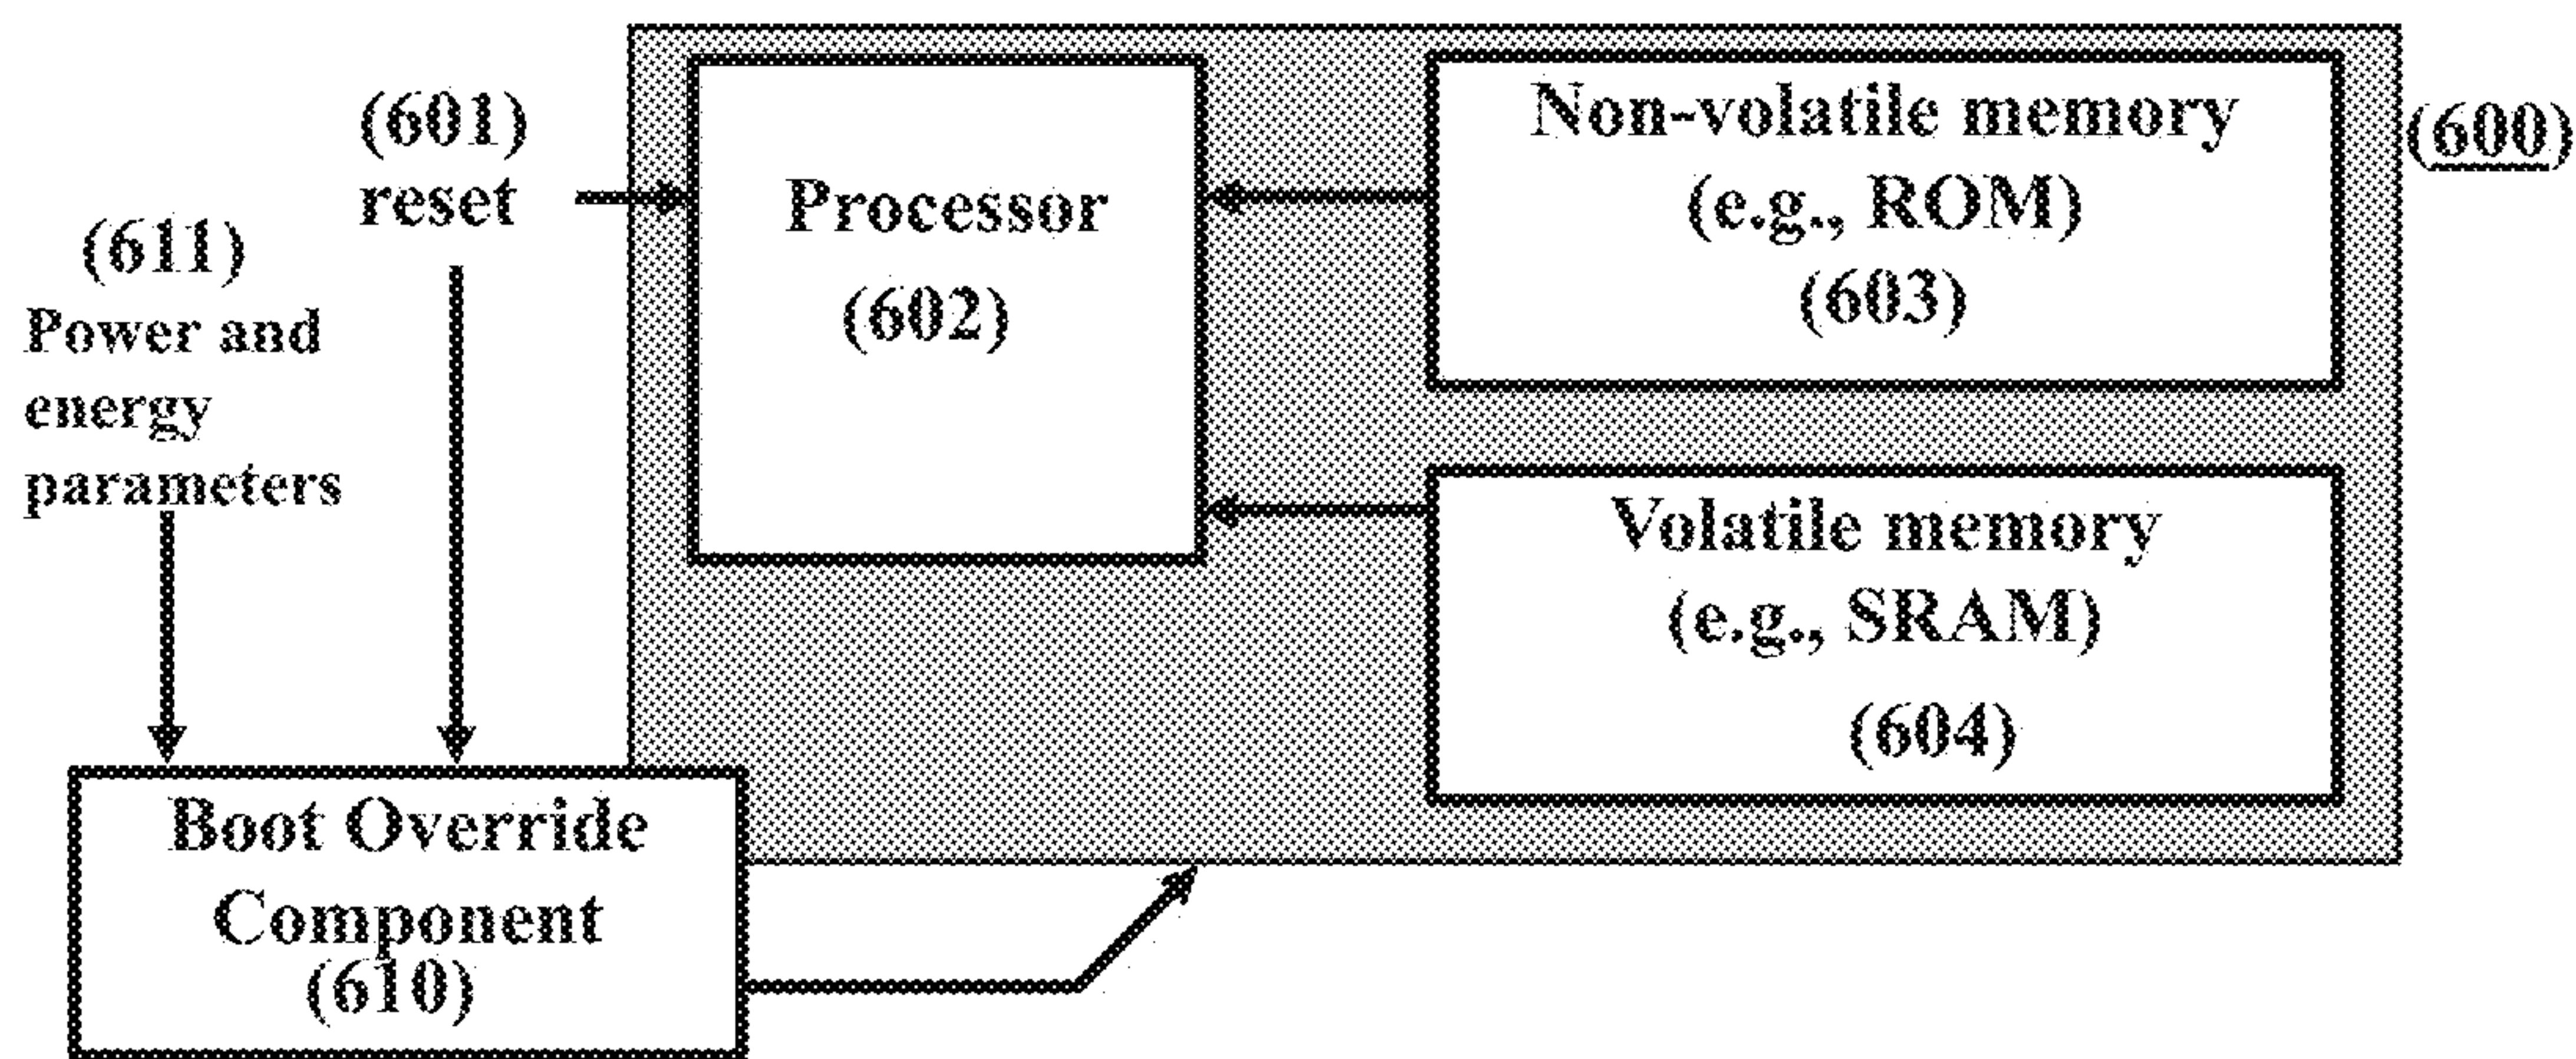 (601)
reset
(611)
Power and
energy
parameters
Processor
(602)
Non-volatile memory
(e.g., ROM)
(603)
(600)
Volatile memory
(e.g., SRAM)
(604)
Boot Override
Component
(610)